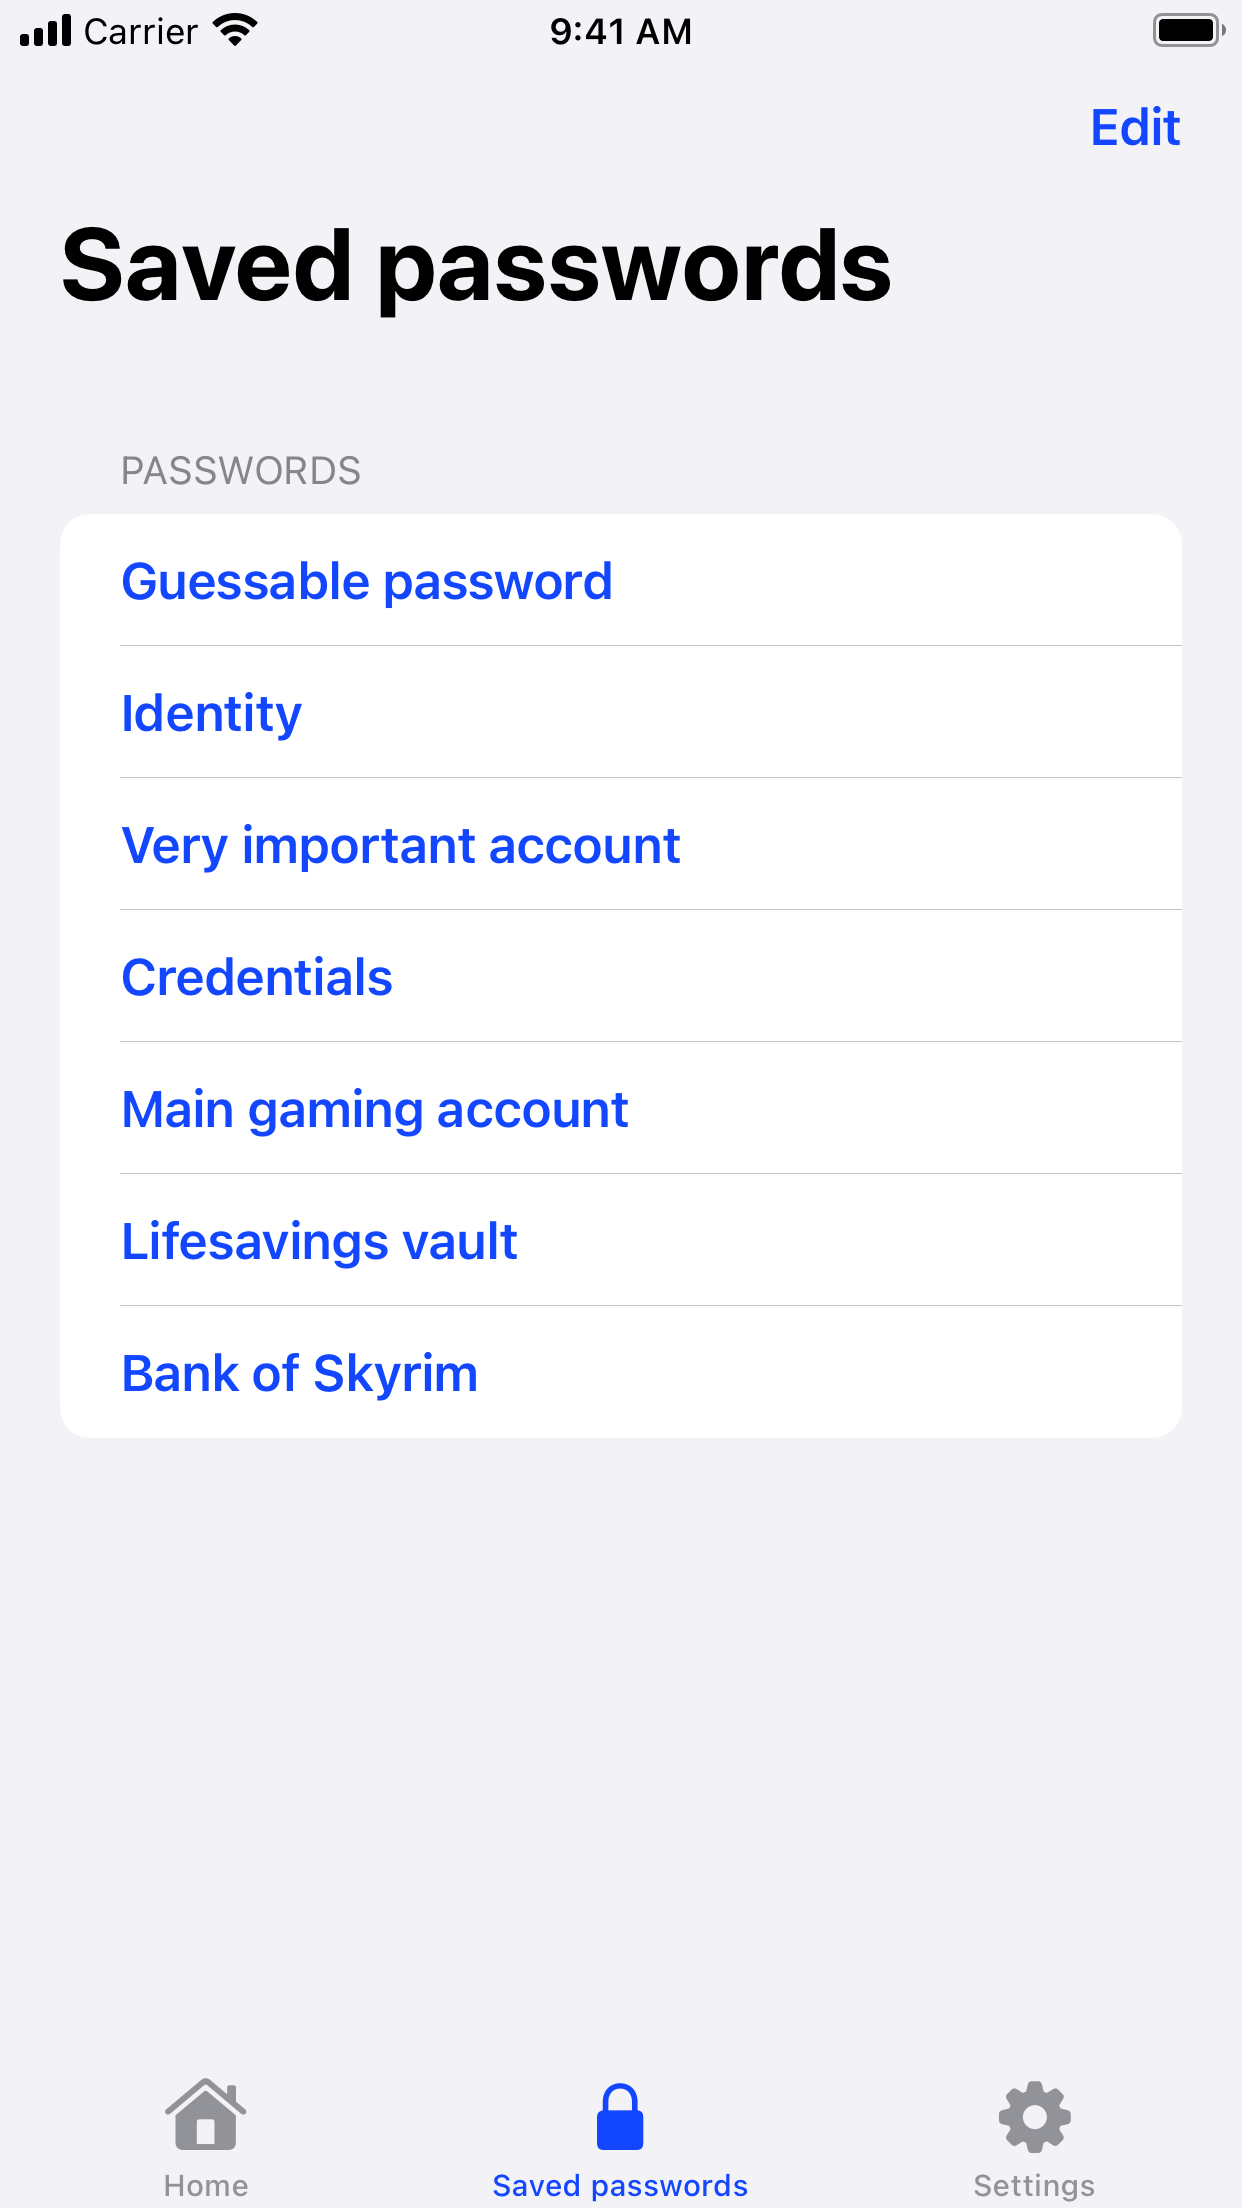 Carrier 9:41 AM
Edit
Saved passwords
PASSWORDS
Guessable password
Identity
Very important account
Credentials
Main gaming account
Lifesavings vault
Bank of Skyrim
Home Saved passwords Settings